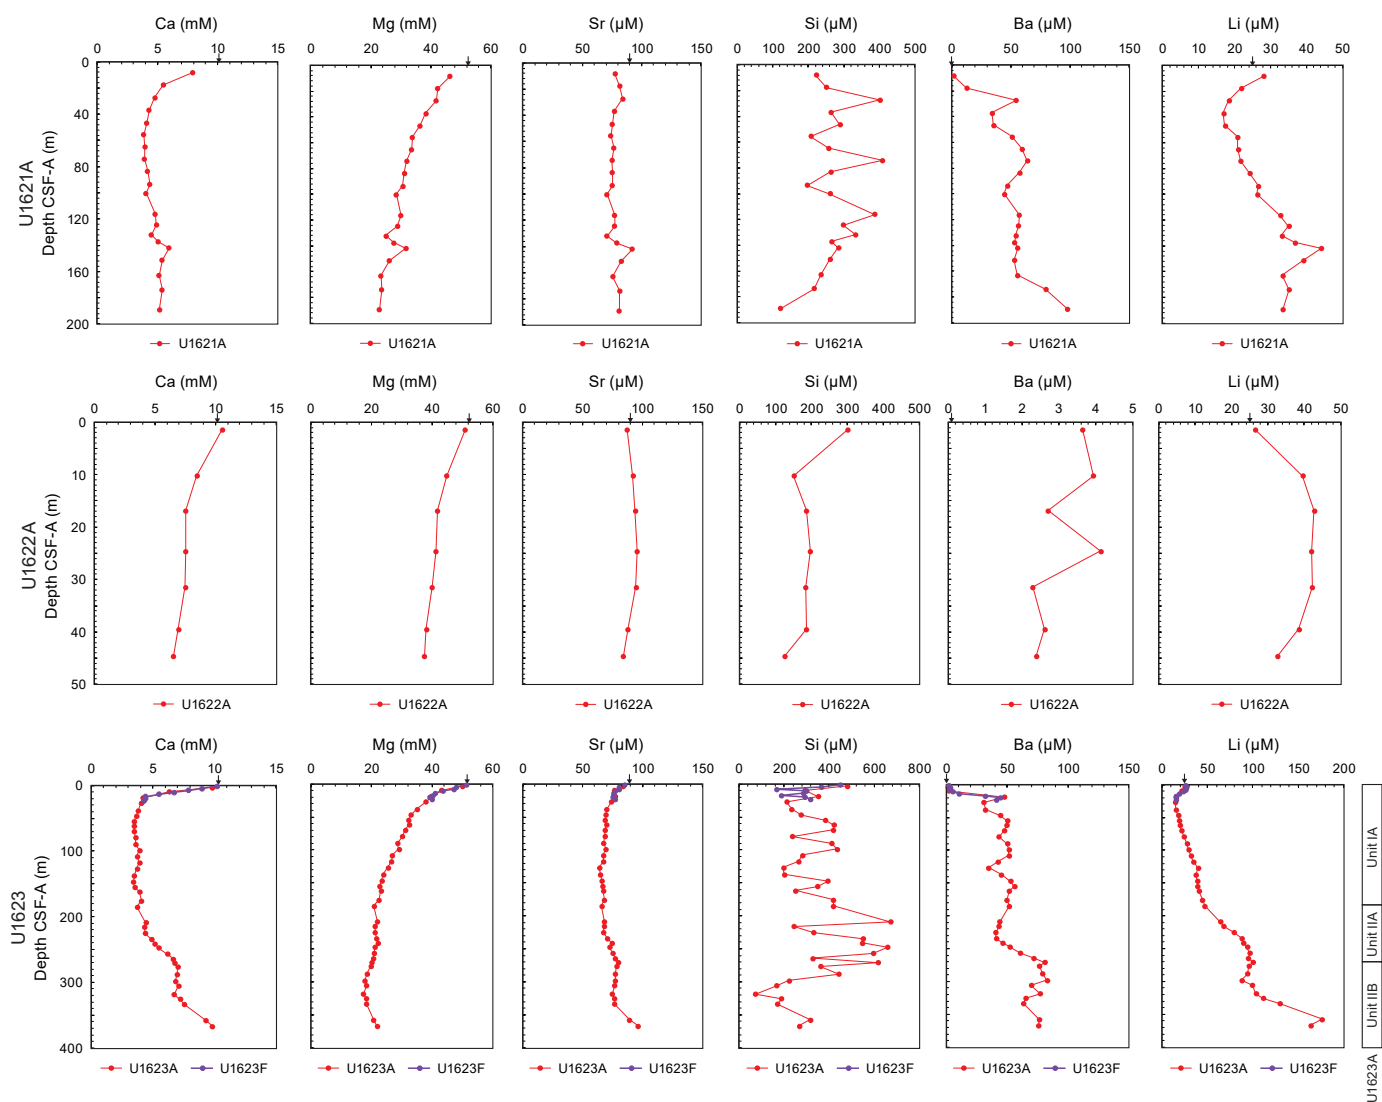 Ca (mM) Mg (mM) Sr (µM) Si (µM) Ba (µM) Li (µM)
0 5 10 15 0 20 40 60 0 50 100 150 0 100 200 300 400 500 0 50 100 150 0 10 20 30 40 50
0
40
80
120
160
200
U1621A
Depth CSF-A (m)
U1621A U1621A U1621A U1621A U1621A U1621A
Ca (mM) Mg (mM) Sr (µM) Si (µM) Ba (µM) Li (µM)
0 5 10 15 0 20 40 60 0 50 100 150 0 100 200 300 400 500 0 1 2 3 4 5 0 10 20 30 40 50
0
10
20
30
40
50
U1622A
Depth CSF-A (m)
U1622A U1622A U1622A U1622A U1622A U1622A
Ca (mM) Mg (mM) Sr (µM) Si (µM) Ba (µM) Li (µM)
0 5 10 15 0 20 40 60 0 50 100 150 0 200 400 600 800 0 50 100 150 0 50 100 150 200
0
100
200
300
400
U1623
Depth CSF-A (m)
Unit IA
Unit IIA
Unit IIB
U1623A
U1623A U1623F U1623A U1623F U1623A U1623F U1623A U1623F U1623A U1623F U1623A U1623F